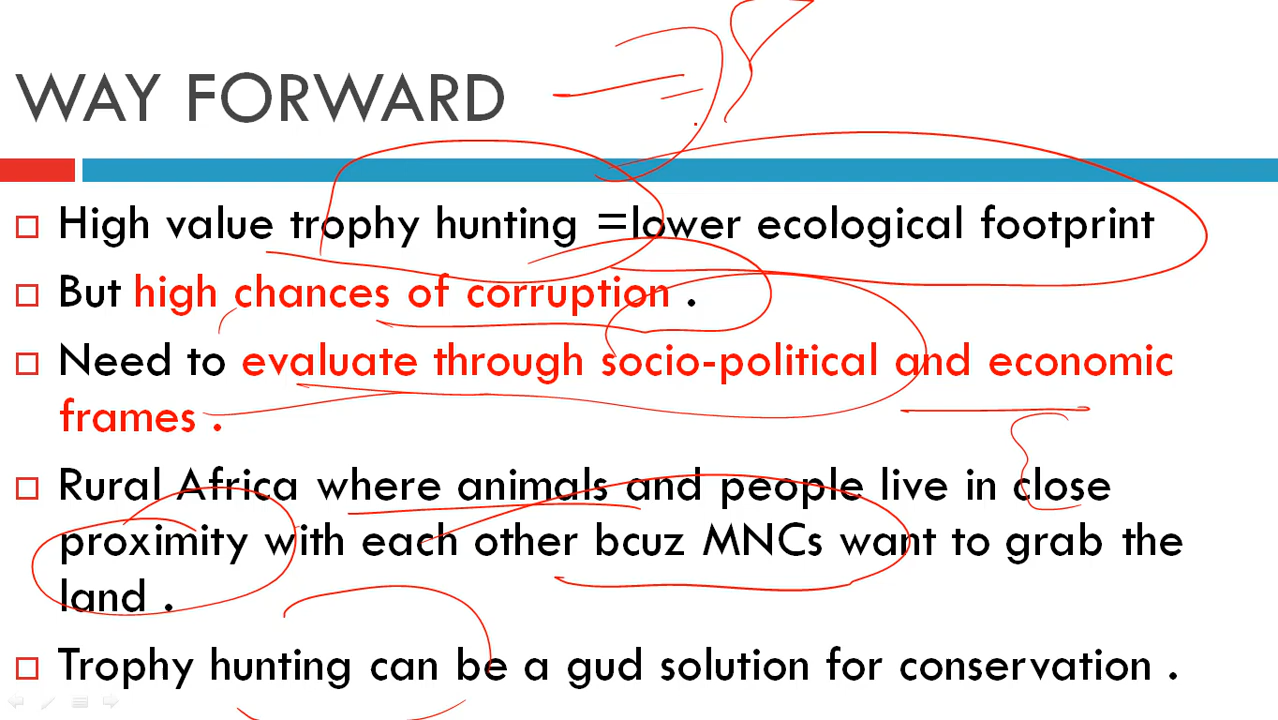 WAY FORWARD
High value trophy hunting =lower ecological footprint
But high chances of corruption .
Need to evaluate through socio-political and economic
frames .
Rural Africa where animals and people live in close
proximity with each other bcuz MNCs want to grab the
land .
Trophy hunting can be a gud solution for conservation .